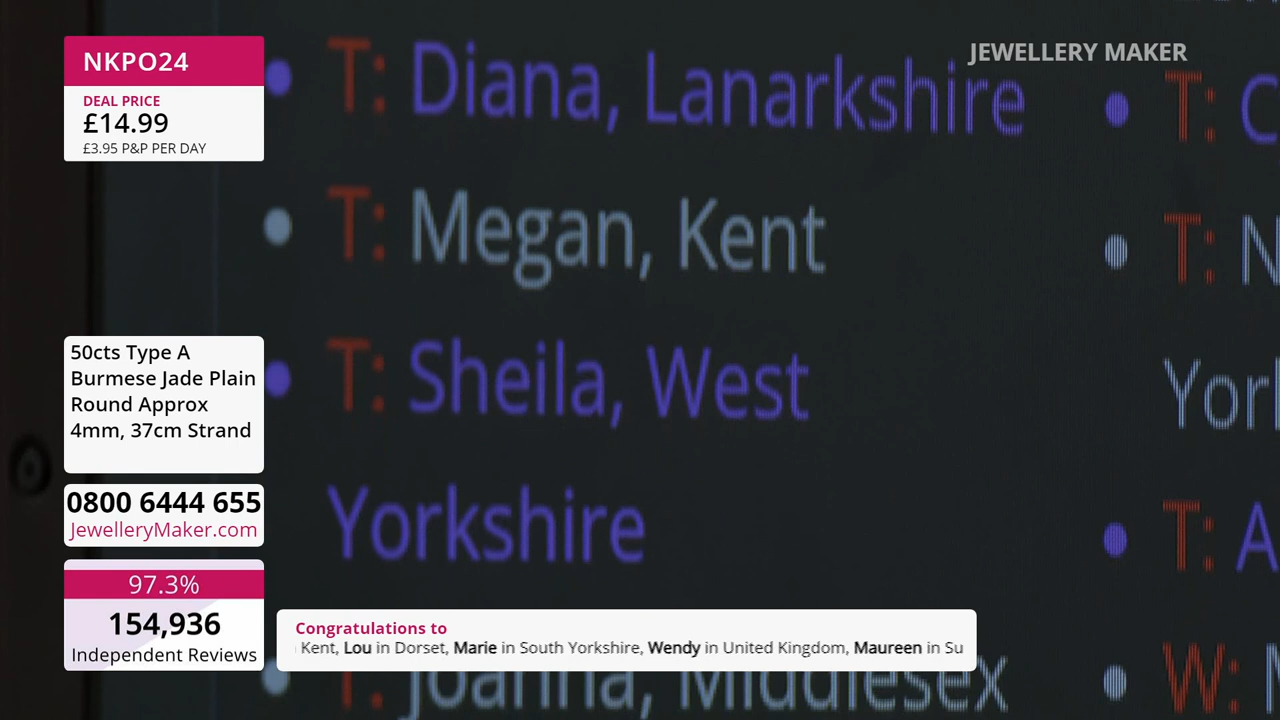 NKPO24
DEAL PRICE
£14.99
£3.95 P&P PER DAY
JEWELLERY MAKER
T: Diana, Lanarkshire
T: Megan, Kent
T: Sheila, West
Yorkshire
T: Joanna, Middlesex
T: C
T: N
T: A
W:
50cts Type A
Burmese Jade Plain
Round Approx
4mm, 37cm Strand
0800 6444 655
JewelleryMaker.com
97.3%
154,936
Independent Reviews
Congratulations to
Kent, Lou in Dorset, Marie in South Yorkshire, Wendy in United Kingdom, Maureen in Su